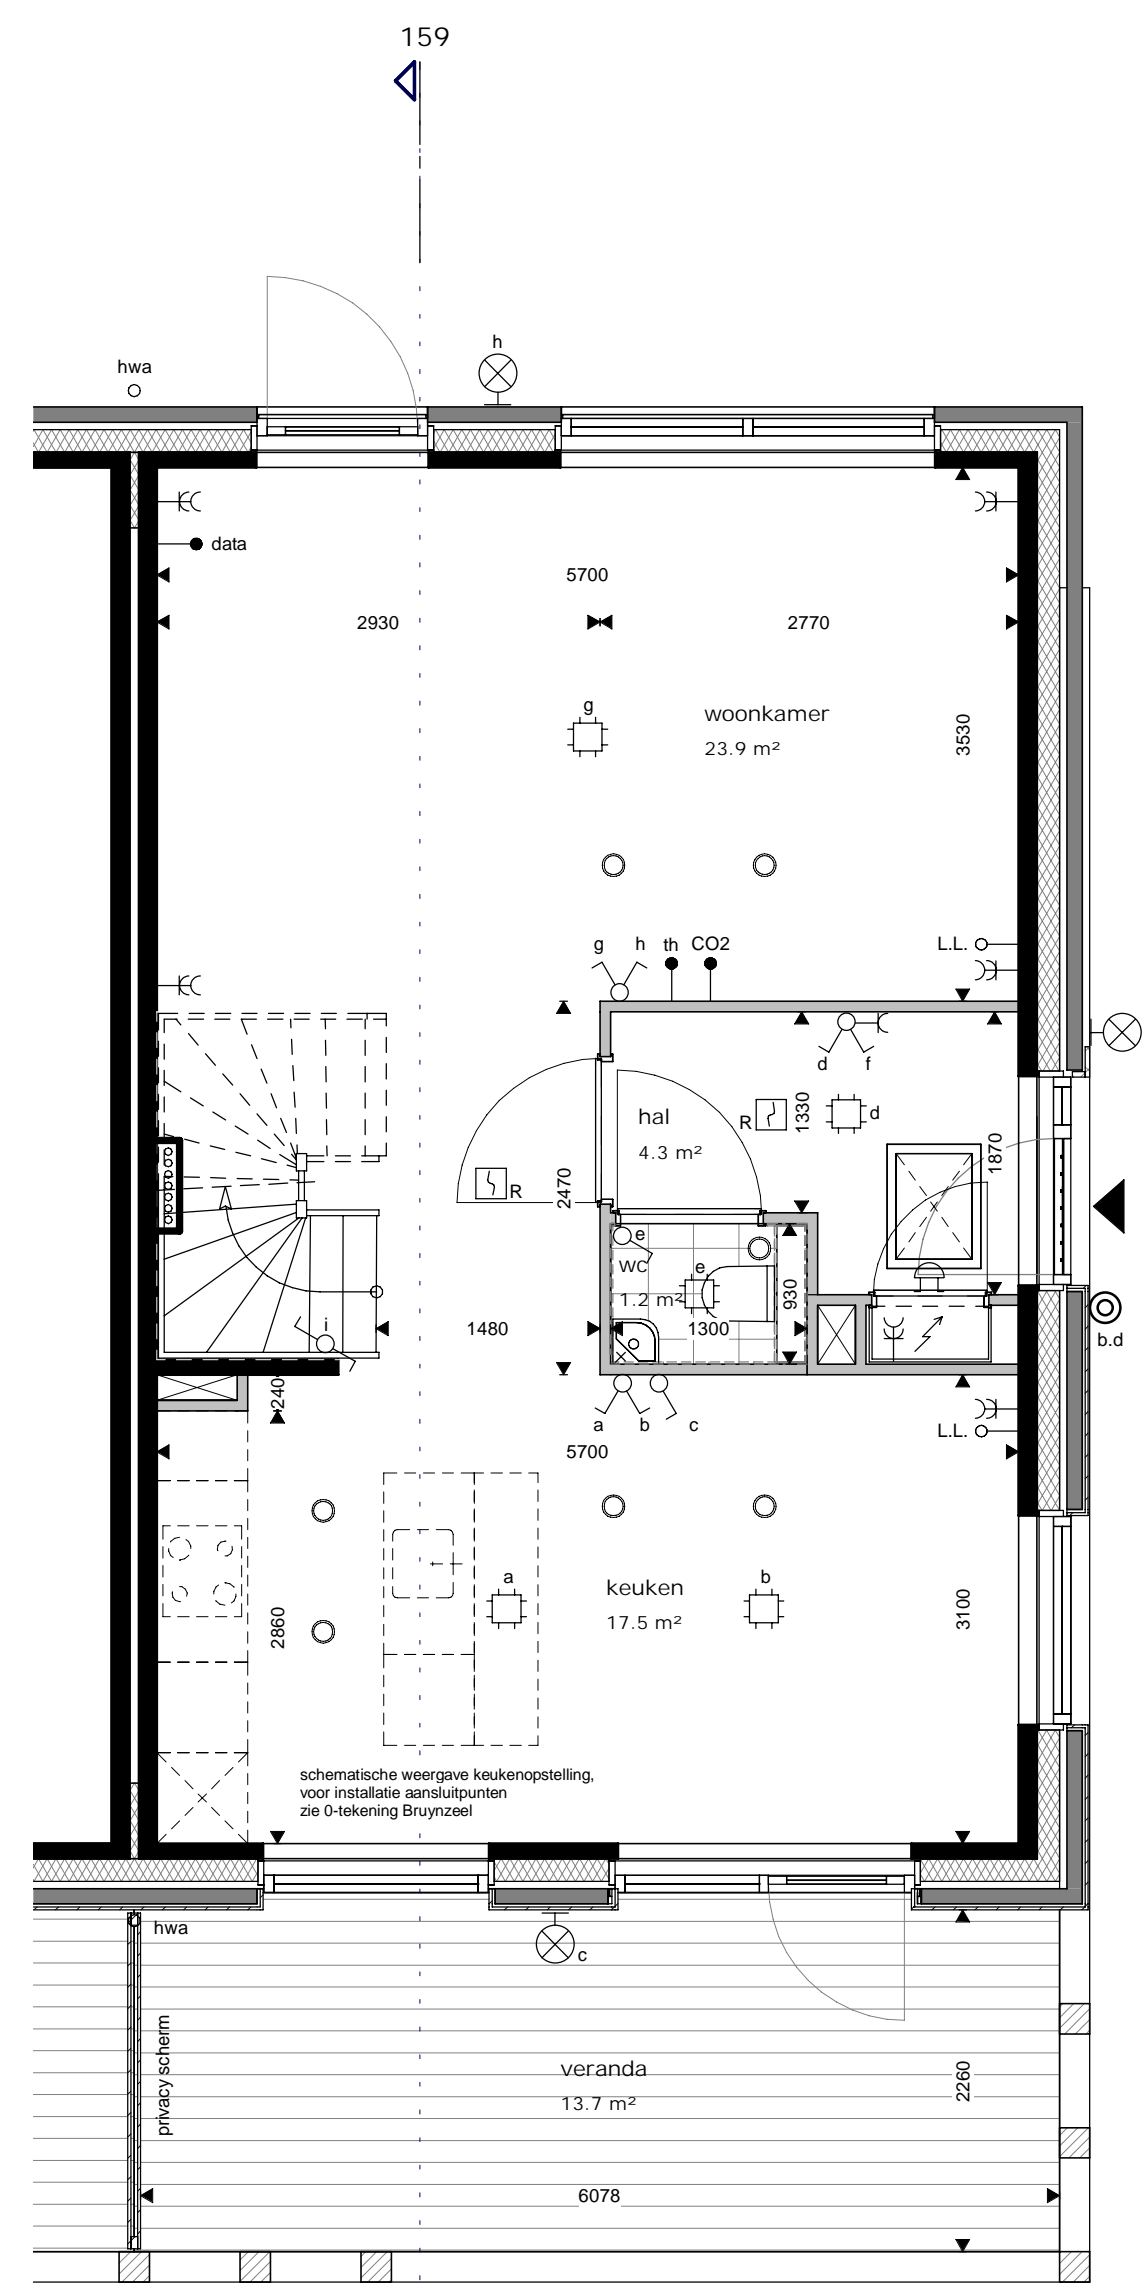 159
h
hwa
data
5700
2930
2770
g
woonkamer
23.9 m²
3530
g
h
th
CO2
L.L.
d
f
hal
4.3 m²
R
1330
d
1870
R
2470
e
wc
e
1.2 m²
930
i
1480
1300
b.d
240
a
b
c
L.L.
5700
a
b
keuken
17.5 m²
2860
3100
schematische weergave keukenopstelling,
voor installatie aansluitpunten
zie 0-tekening Bruynzeel
hwa
c
privacy scherm
veranda
13.7 m²
2260
6078